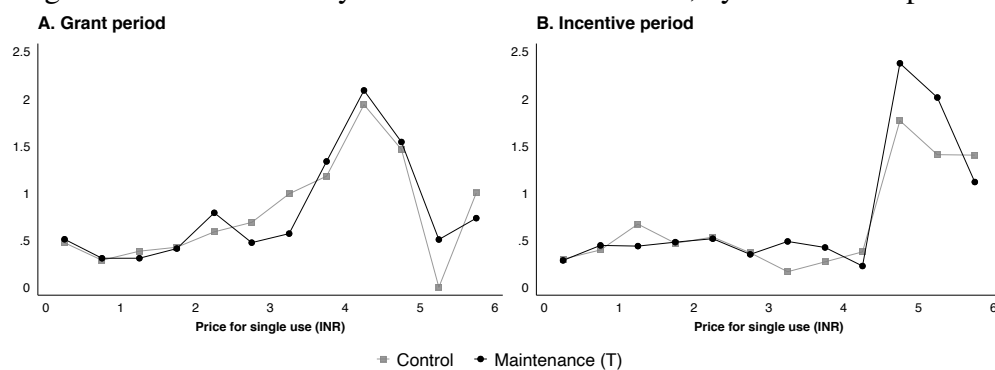 A. Grant period
B. Incentive period
2.5
2
1.5
1
.5
0
0 1 2 3 4 5 6
Price for single use (INR)
2.5
2
1.5
1
.5
0
0 1 2 3 4 5 6
Price for single use (INR)
Control Maintenance (T)